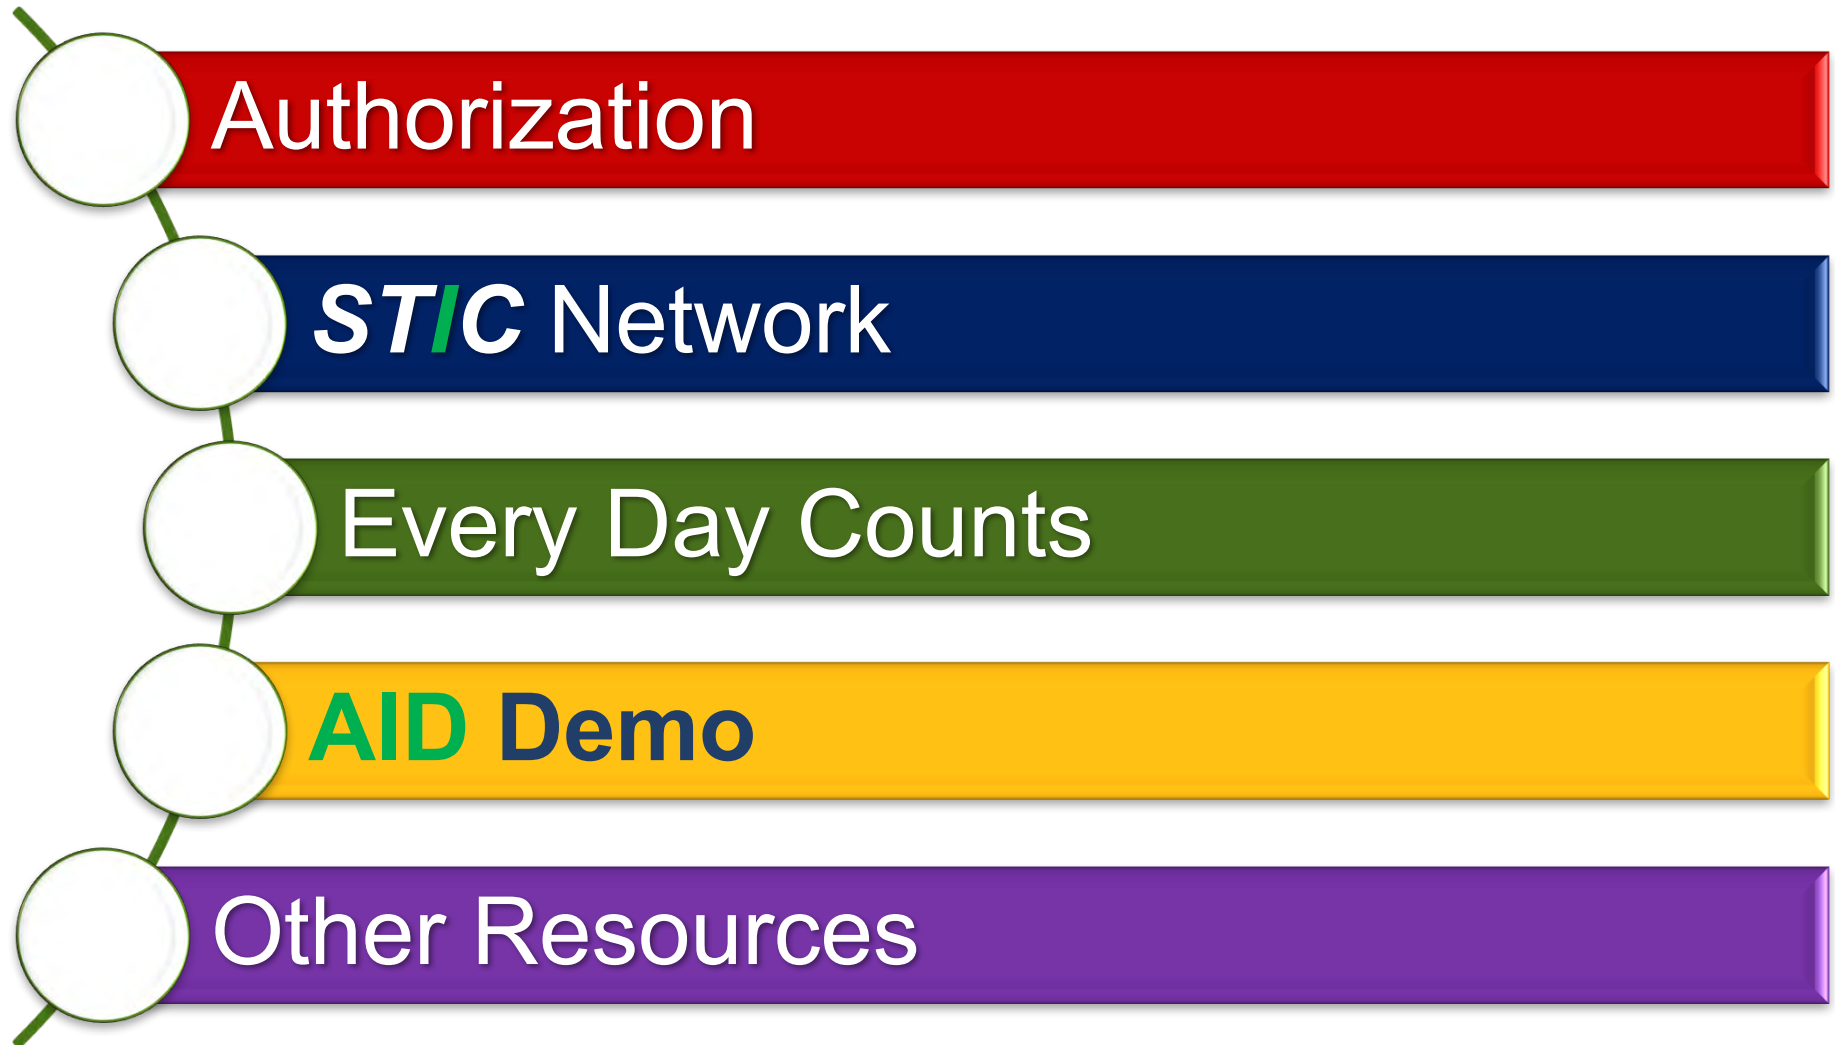 Authorization
STIC Network
Every Day Counts
AID Demo
Other Resources